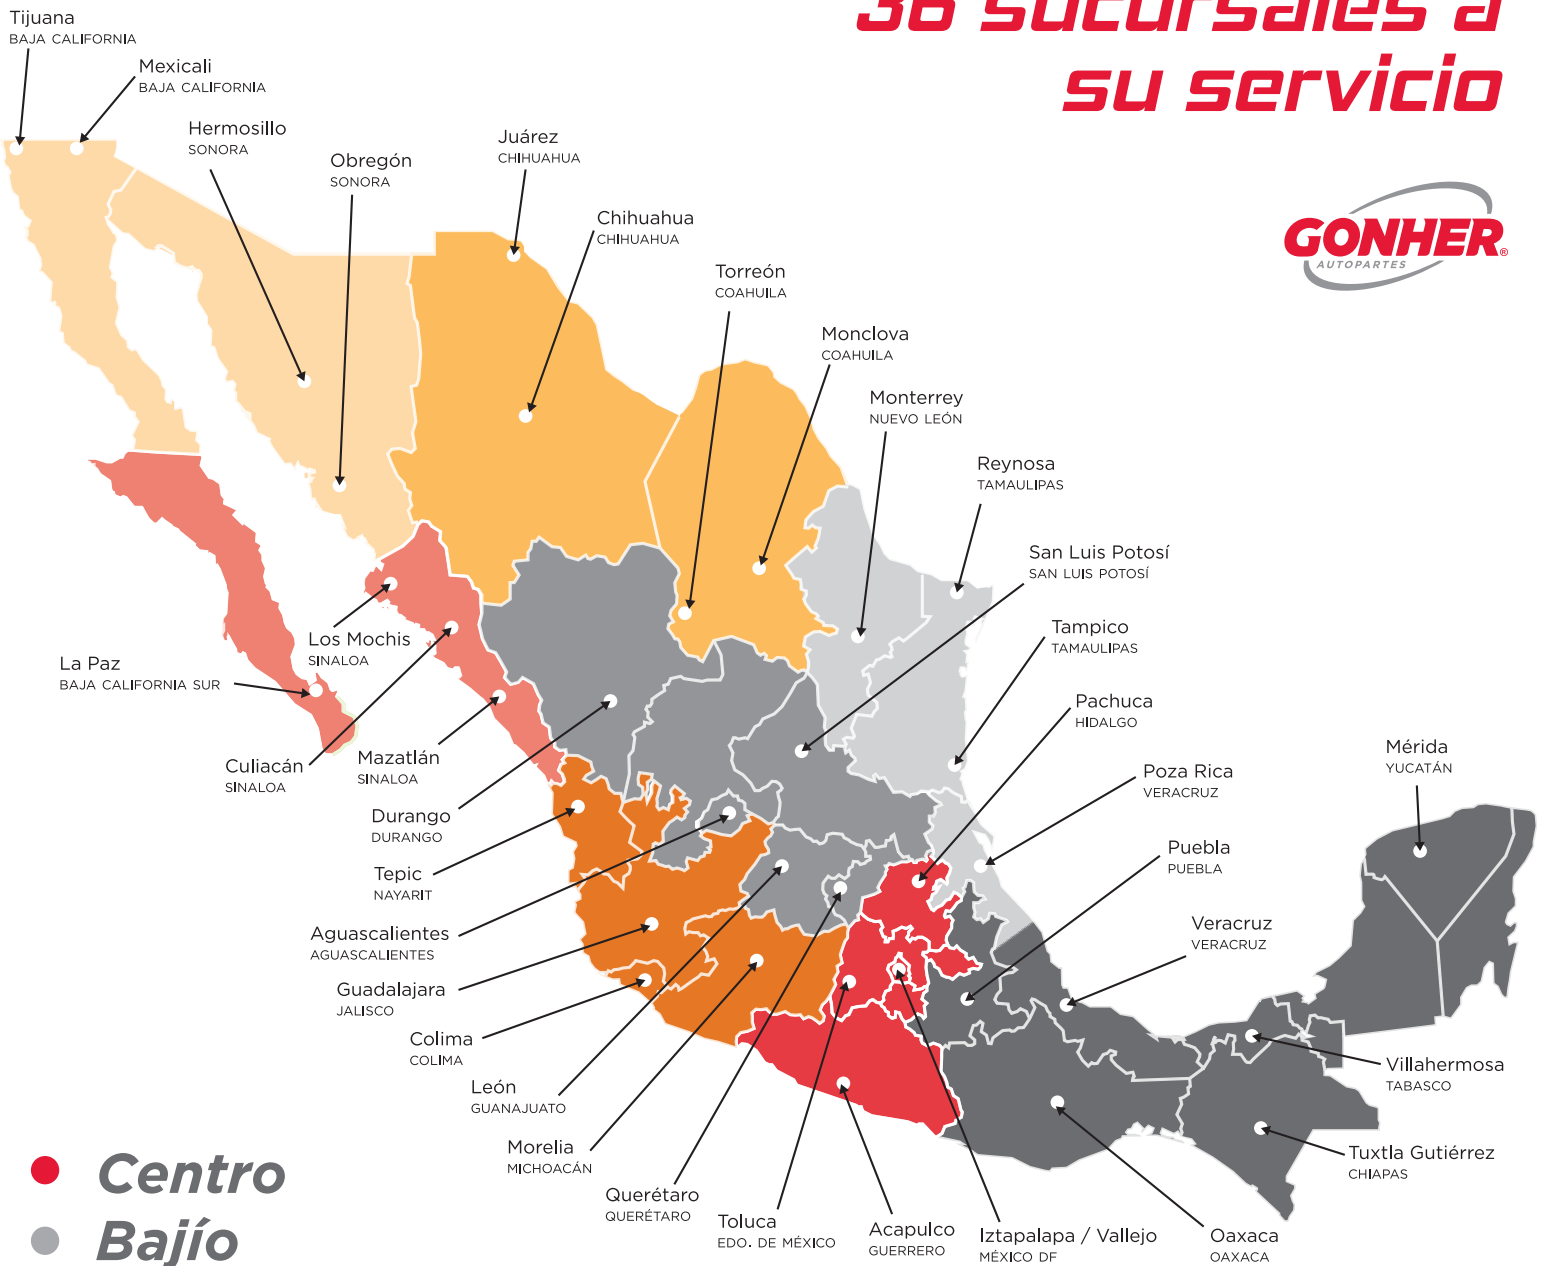 36 sucursales a
su servicio
GONHER®
AUTOPARTES
Tijuana
BAJA CALIFORNIA
Mexicali
BAJA CALIFORNIA
Hermosillo
SONORA
Obregón
SONORA
Juárez
CHIHUAHUA
Chihuahua
CHIHUAHUA
Torreón
COAHUILA
Monclova
COAHUILA
Monterrey
NUEVO LEÓN
Reynosa
TAMAULIPAS
San Luis Potosí
SAN LUIS POTOSÍ
Tampico
TAMAULIPAS
Pachuca
HIDALGO
Poza Rica
VERACRUZ
Mérida
YUCATÁN
Puebla
PUEBLA
Veracruz
VERACRUZ
Los Mochis
SINALOA
La Paz
BAJA CALIFORNIA SUR
Culiacán
SINALOA
Mazatlán
SINALOA
Durango
DURANGO
Tepic
NAYARIT
Aguascalientes
AGUASCALIENTES
Guadalajara
JALISCO
Colima
COLIMA
León
GUANAJUATO
Morelia
MICHOACÁN
Querétaro
QUERÉTARO
Toluca
EDO. DE MÉXICO
Acapulco
GUERRERO
Iztapalapa / Vallejo
MÉXICO DF
Oaxaca
OAXACA
Villahermosa
TABASCO
Tuxtla Gutiérrez
CHIAPAS
Centro
Bajío